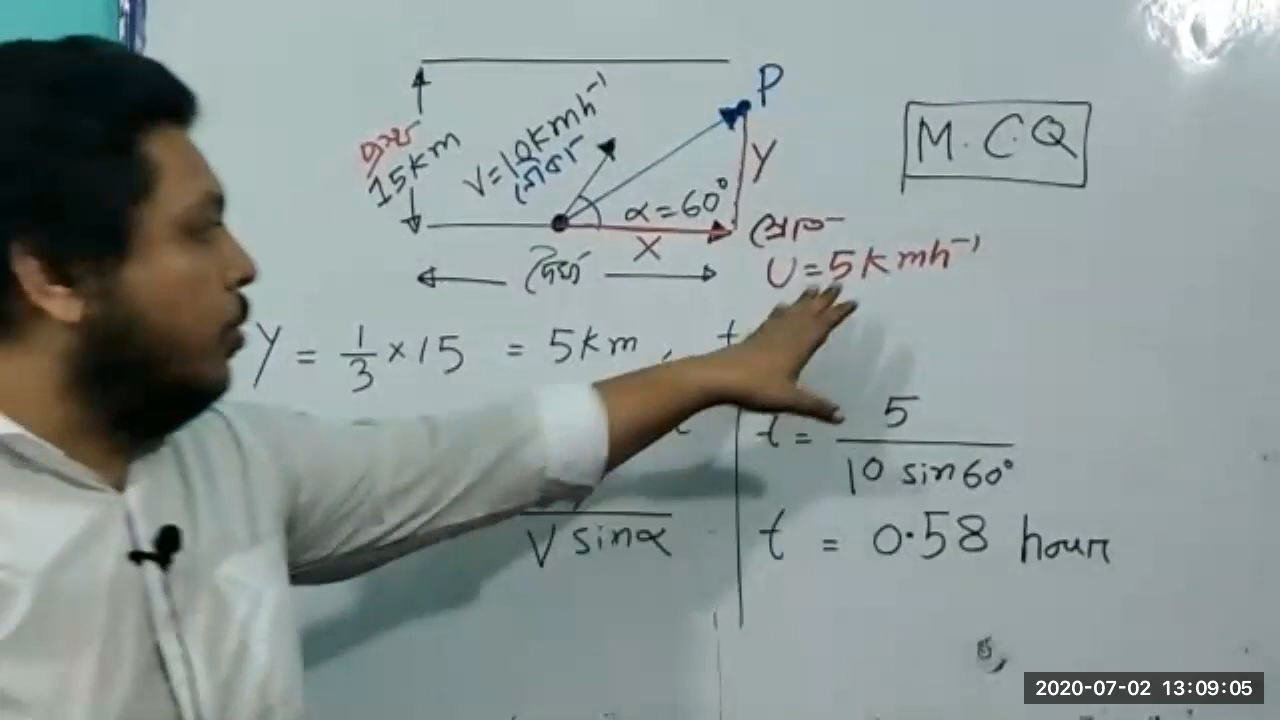 P
M.C.Q
প্রস্থ
15km
V=10kmh⁻¹
Y
α=60°
স্রোত
X
দৈর্ঘ্য
U=5kmh⁻¹
Y = 1/3 × 15 = 5km, t
t = 5 / 10 sin60°
V sinα
t = 0.58 hour
2020-07-02 13:09:05